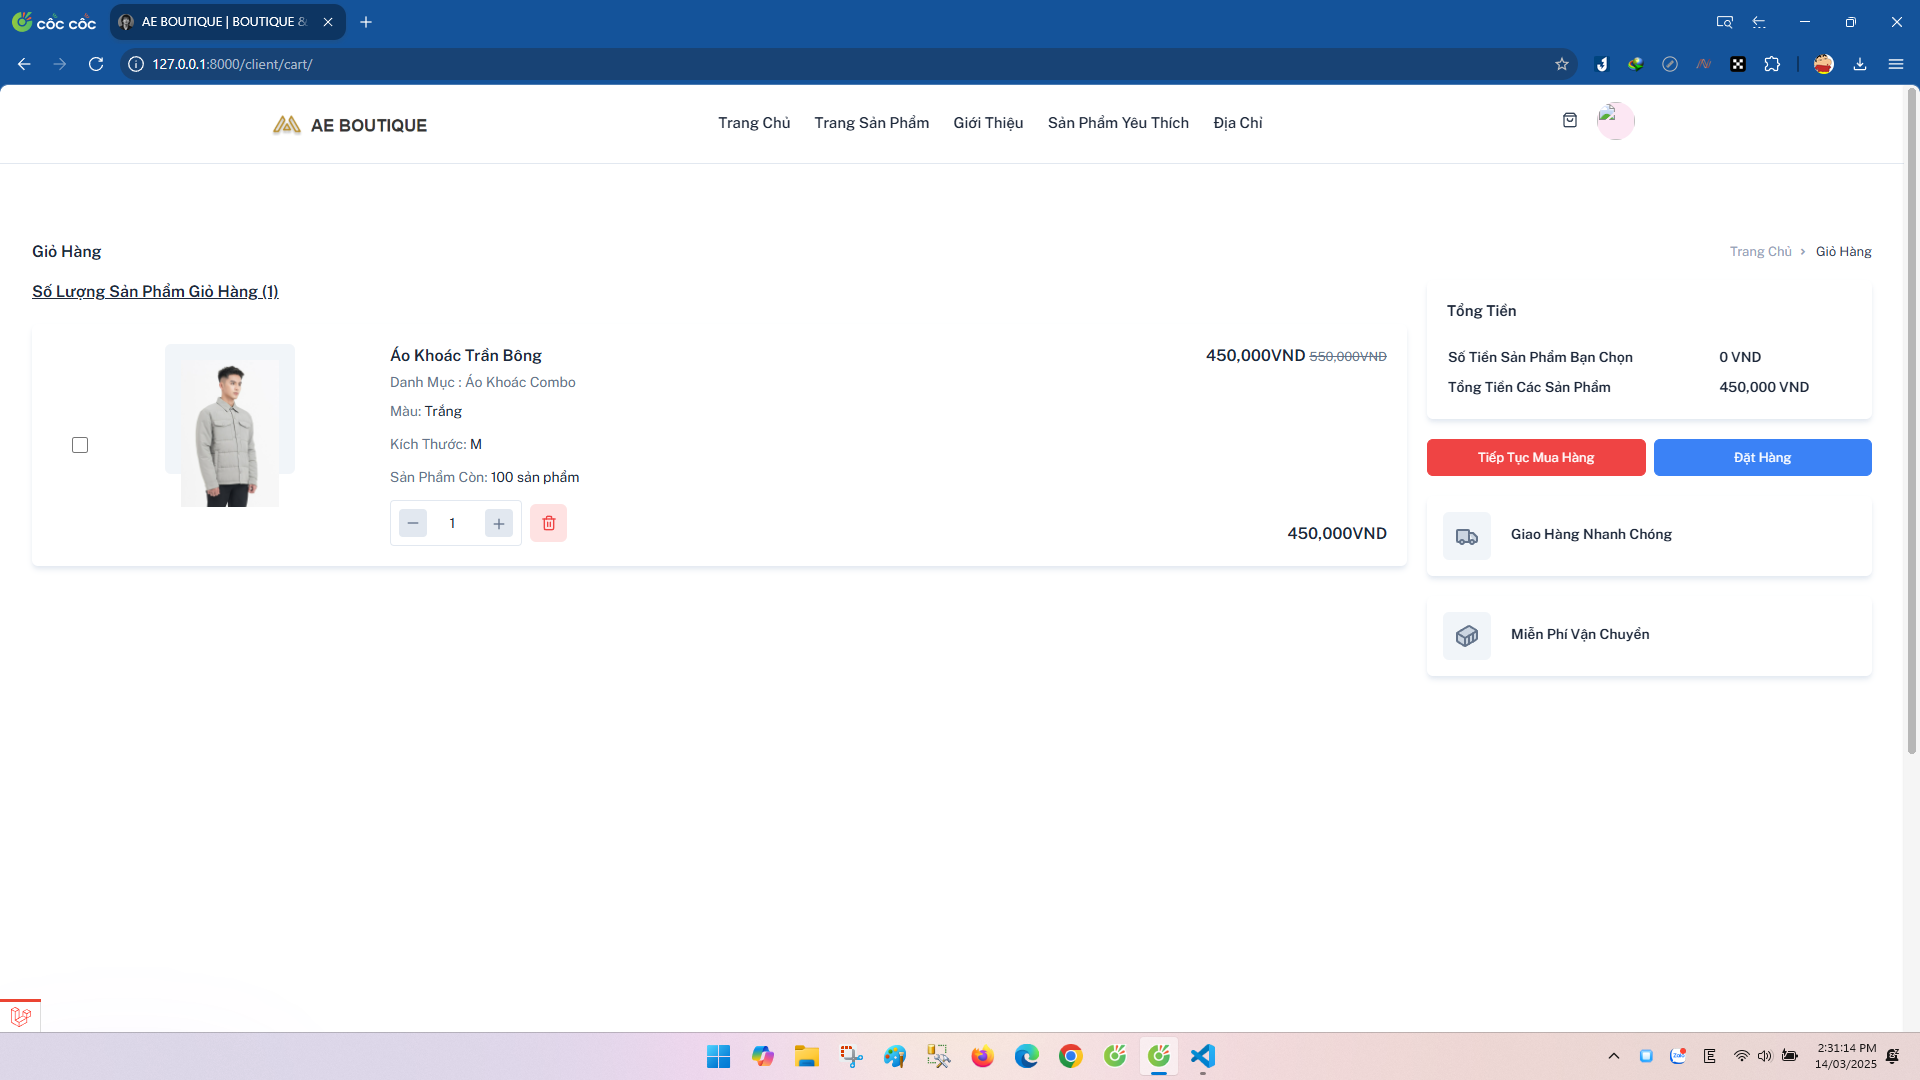 cốc cốc
AE BOUTIQUE | BOUTIQUE &
127.0.0.1:8000/client/cart/
AE BOUTIQUE
Trang Chủ Trang Sản Phẩm Giới Thiệu Sản Phẩm Yêu Thích Địa Chỉ
Giỏ Hàng
Trang Chủ › Giỏ Hàng
Số Lượng Sản Phẩm Giỏ Hàng (1)
Áo Khoác Trần Bông
450,000VND 550,000VND
Danh Mục : Áo Khoác Combo
Màu: Trắng
Kích Thước: M
Sản Phẩm Còn: 100 sản phẩm
1
450,000VND
Tổng Tiền
Số Tiền Sản Phẩm Bạn Chọn 0 VND
Tổng Tiền Các Sản Phẩm 450,000 VND
Tiếp Tục Mua Hàng
Đặt Hàng
Giao Hàng Nhanh Chóng
Miễn Phí Vận Chuyển
Zalo
E
2:31:14 PM
14/03/2025